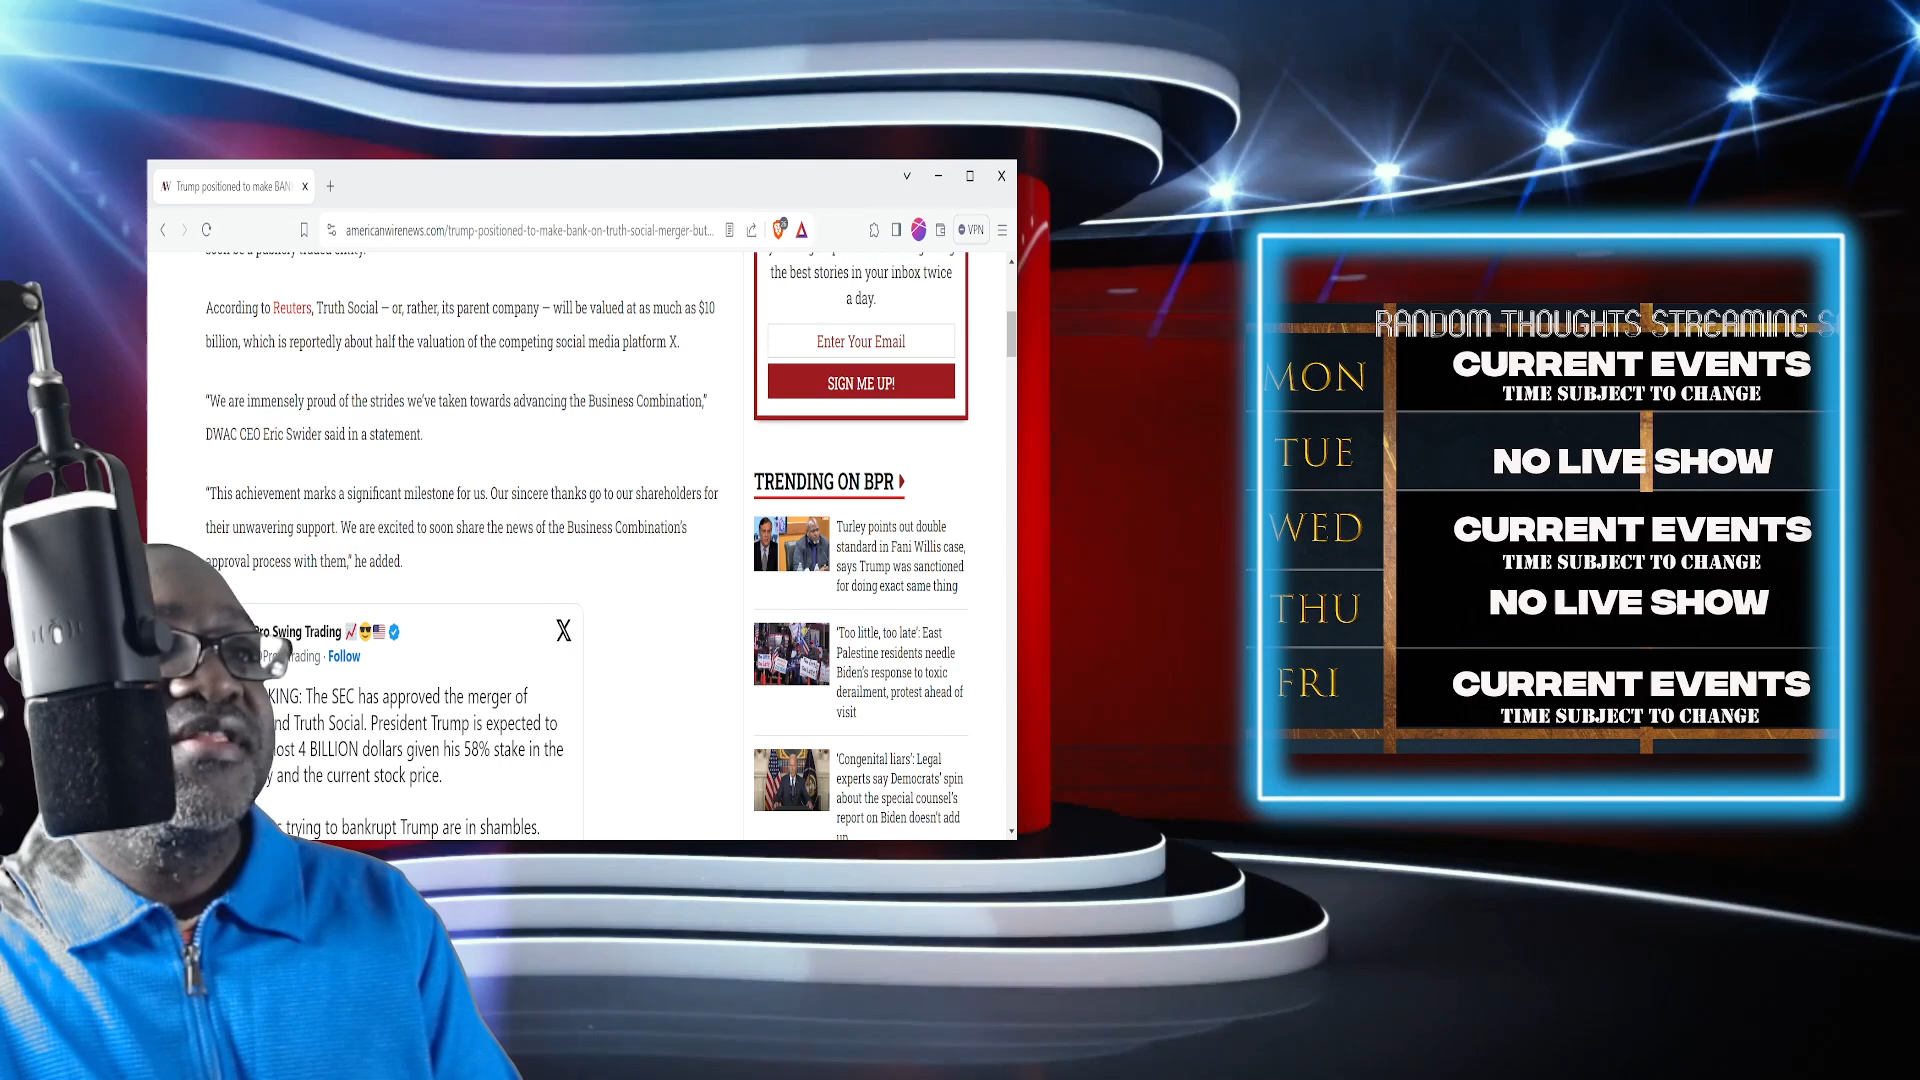 Trump positioned to make BAN
americanwirenews.com/trump-positioned-to-make-bank-on-truth-social-merger-but...
VPN
soon be a publicly traded entity.
According to Reuters, Truth Social – or, rather, its parent company – will be valued at as much as $10
billion, which is reportedly about half the valuation of the competing social media platform X.
“We are immensely proud of the strides we’ve taken towards advancing the Business Combination,”
DWAC CEO Eric Swider said in a statement.
“This achievement marks a significant milestone for us. Our sincere thanks go to our shareholders for
their unwavering support. We are excited to soon share the news of the Business Combination’s
approval process with them,” he added.
Pro Swing Trading
Trading · Follow
X
KING: The SEC has approved the merger of
nd Truth Social. President Trump is expected to
ost 4 BILLION dollars given his 58% stake in the
y and the current stock price.
trying to bankrupt Trump are in shambles.
the best stories in your inbox twice
a day.
Enter Your Email
SIGN ME UP!
TRENDING ON BPR
Turley points out double
standard in Fani Willis case,
says Trump was sanctioned
for doing exact same thing
‘Too little, too late’: East
Palestine residents needle
Biden’s response to toxic
derailment, protest ahead of
visit
‘Congenital liars’: Legal
experts say Democrats’ spin
about the special counsel’s
report on Biden doesn’t add
up
RANDOM THOUGHTS STREAMING S
MON
CURRENT EVENTS
TIME SUBJECT TO CHANGE
TUE
NO LIVE SHOW
WED
CURRENT EVENTS
TIME SUBJECT TO CHANGE
THU
NO LIVE SHOW
FRI
CURRENT EVENTS
TIME SUBJECT TO CHANGE